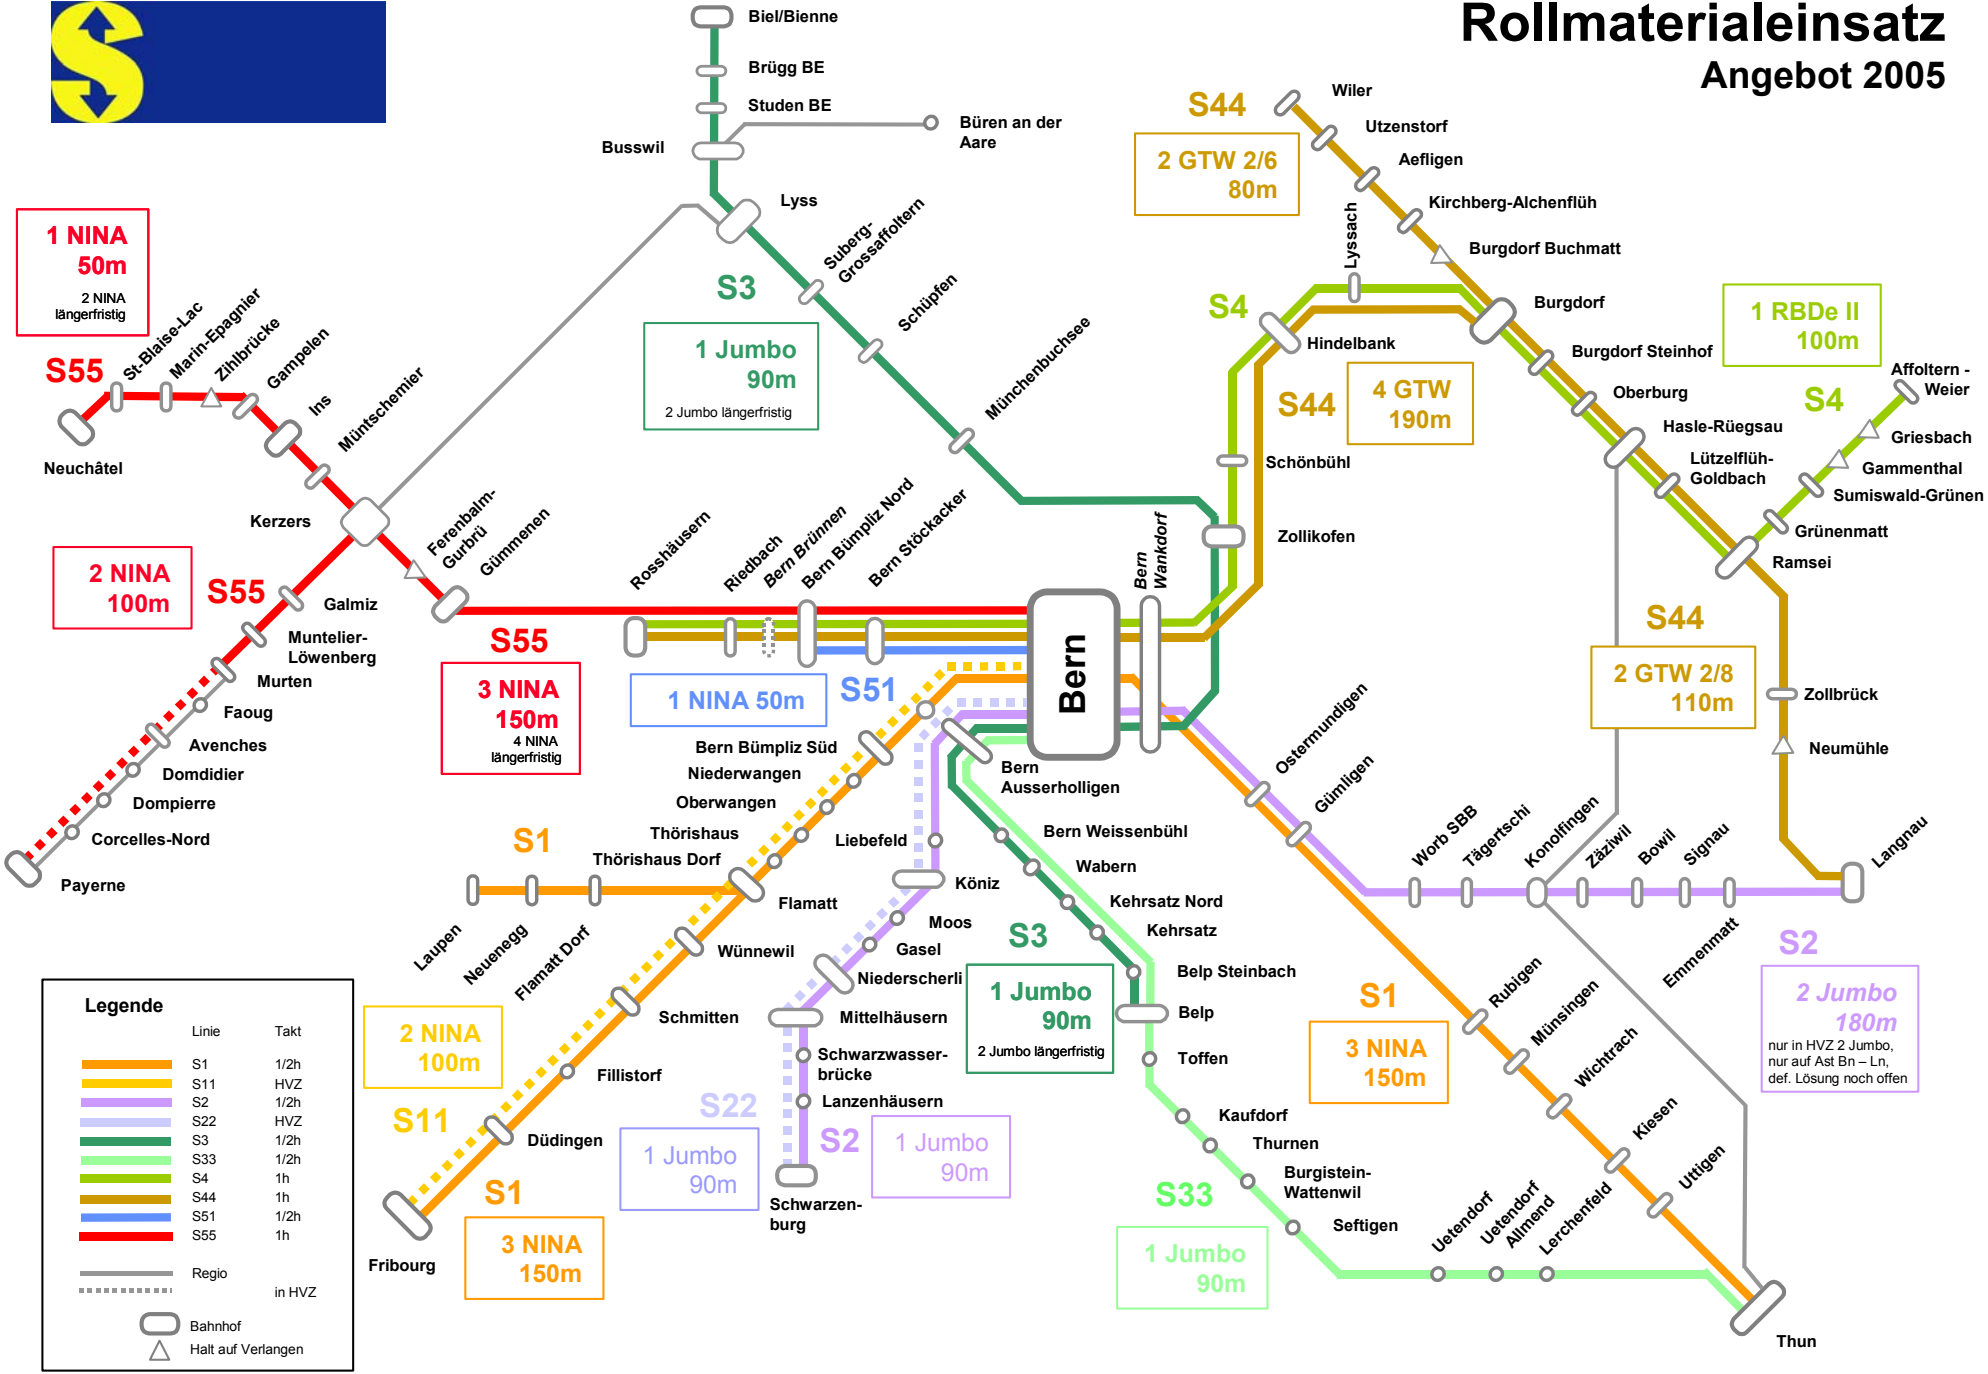 Rollmaterialeinsatz
Angebot 2005
Biel/Bienne
Brügg BE
Studen BE
Busswil
Büren an der
Aare
Lyss
Suberg-
Grossaffoltern
Schüpfen
Münchenbuchsee
S3
1 Jumbo
90m
2 Jumbo längerfristig
1 NINA
50m
2 NINA
längerfristig
S55
St-Blaise-Lac
Marin-Epagnier
Zihlbrücke
Gampelen
Ins
Müntschemier
Neuchâtel
Kerzers
Ferenbalm-
Gurbrü
Gümmenen
2 NINA
100m
S55
Galmiz
Muntelier-
Löwenberg
Murten
Faoug
Avenches
Domdidier
Dompierre
Corcelles-Nord
Payerne
S55
3 NINA
150m
4 NINA
längerfristig
Rosshäusern
Riedbach
Bern Brünnen
Bern Bümpliz Nord
Bern Stöckacker
1 NINA 50m
S51
Bern
Bern
Wankdorf
S44
2 GTW 2/6
80m
Wiler
Utzenstorf
Aefligen
Kirchberg-Alchenflüh
Burgdorf Buchmatt
Lyssach
S4
Hindelbank
Burgdorf
Burgdorf Steinhof
Oberburg
Hasle-Rüegsau
Lützelflüh-
Goldbach
S44
4 GTW
190m
Schönbühl
Zollikofen
1 RBDe II
100m
S4
Affoltern -
Weier
Griesbach
Gammenthal
Sumiswald-Grünen
Grünenmatt
Ramsei
S44
2 GTW 2/8
110m
Zollbrück
Neumühle
Langnau
Ostermundigen
Gümligen
Worb SBB
Tägertschi
Konolfingen
Zäziwil
Bowil
Signau
Emmenmatt
S2
2 Jumbo
180m
nur in HVZ 2 Jumbo,
nur auf Ast Bn – Ln,
def. Lösung noch offen
Bern Bümpliz Süd
Niederwangen
Oberwangen
Thörishaus
Thörishaus Dorf
S1
Laupen
Neuenegg
Flamatt Dorf
Flamatt
Wünnewil
Schmitten
Fillistorf
Düdingen
Fribourg
2 NINA
100m
S11
S1
3 NINA
150m
Bern
Ausserholligen
Liebefeld
Köniz
Moos
Gasel
Niederscherli
Mittelhäusern
Schwarzwasser-
brücke
Lanzenhäusern
Schwarzen-
burg
S22
1 Jumbo
90m
S2
1 Jumbo
90m
Bern Weissenbühl
Wabern
Kehrsatz Nord
Kehrsatz
Belp Steinbach
Belp
Toffen
Kaufdorf
Thurnen
Burgistein-
Wattenwil
Seftigen
Uetendorf
Uetendorf
Allmend
Lerchenfeld
Thun
S3
1 Jumbo
90m
2 Jumbo längerfristig
S33
1 Jumbo
90m
S1
3 NINA
150m
Rubigen
Münsingen
Wichtrach
Kiesen
Uttigen
Legende
Linie Takt
S1 1/2h
S11 HVZ
S2 1/2h
S22 HVZ
S3 1/2h
S33 1/2h
S4 1h
S44 1h
S51 1/2h
S55 1h
Regio
in HVZ
Bahnhof
Halt auf Verlangen